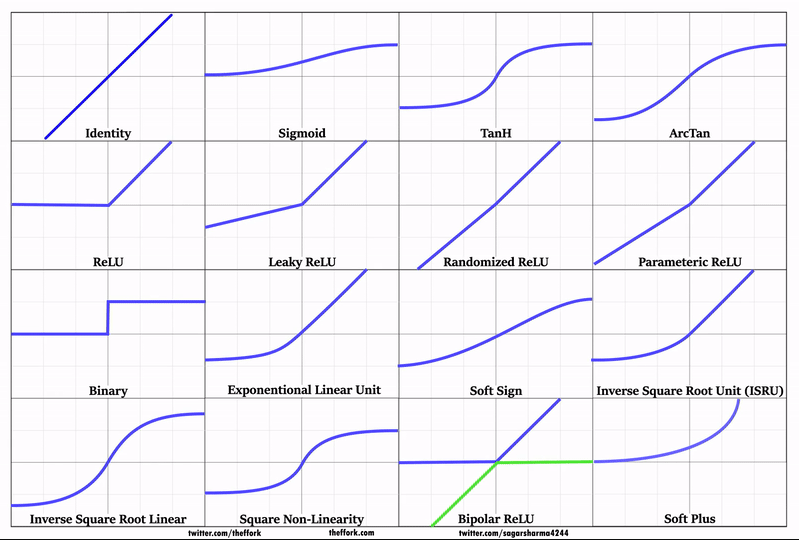 Identity
Sigmoid
TanH
ArcTan
ReLU
Leaky ReLU
Randomized ReLU
Parameteric ReLU
Binary
Exponentional Linear Unit
Soft Sign
Inverse Square Root Unit (ISRU)
Inverse Square Root Linear
Square Non-Linearity
Bipolar ReLU
Soft Plus
twitter.com/theffork
theffork.com
twitter.com/sagarsharma4244